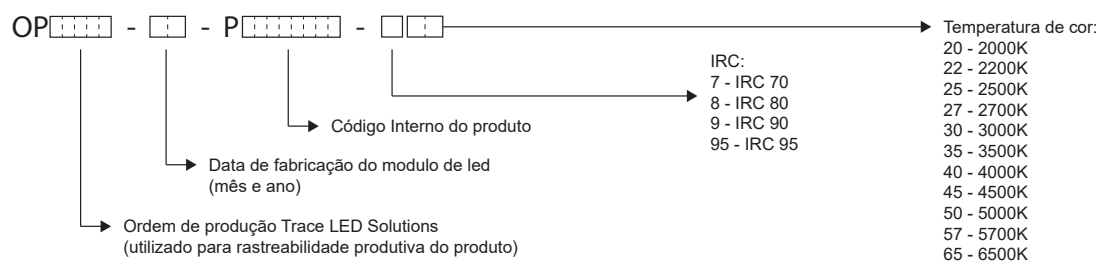 OP - - P -
Temperatura de cor:
20 - 2000K
22 - 2200K
25 - 2500K
27 - 2700K
30 - 3000K
35 - 3500K
40 - 4000K
45 - 4500K
50 - 5000K
57 - 5700K
65 - 6500K
IRC:
7 - IRC 70
8 - IRC 80
9 - IRC 90
95 - IRC 95
Código Interno do produto
Data de fabricação do modulo de led
(mês e ano)
Ordem de produção Trace LED Solutions
(utilizado para rastreabilidade produtiva do produto)